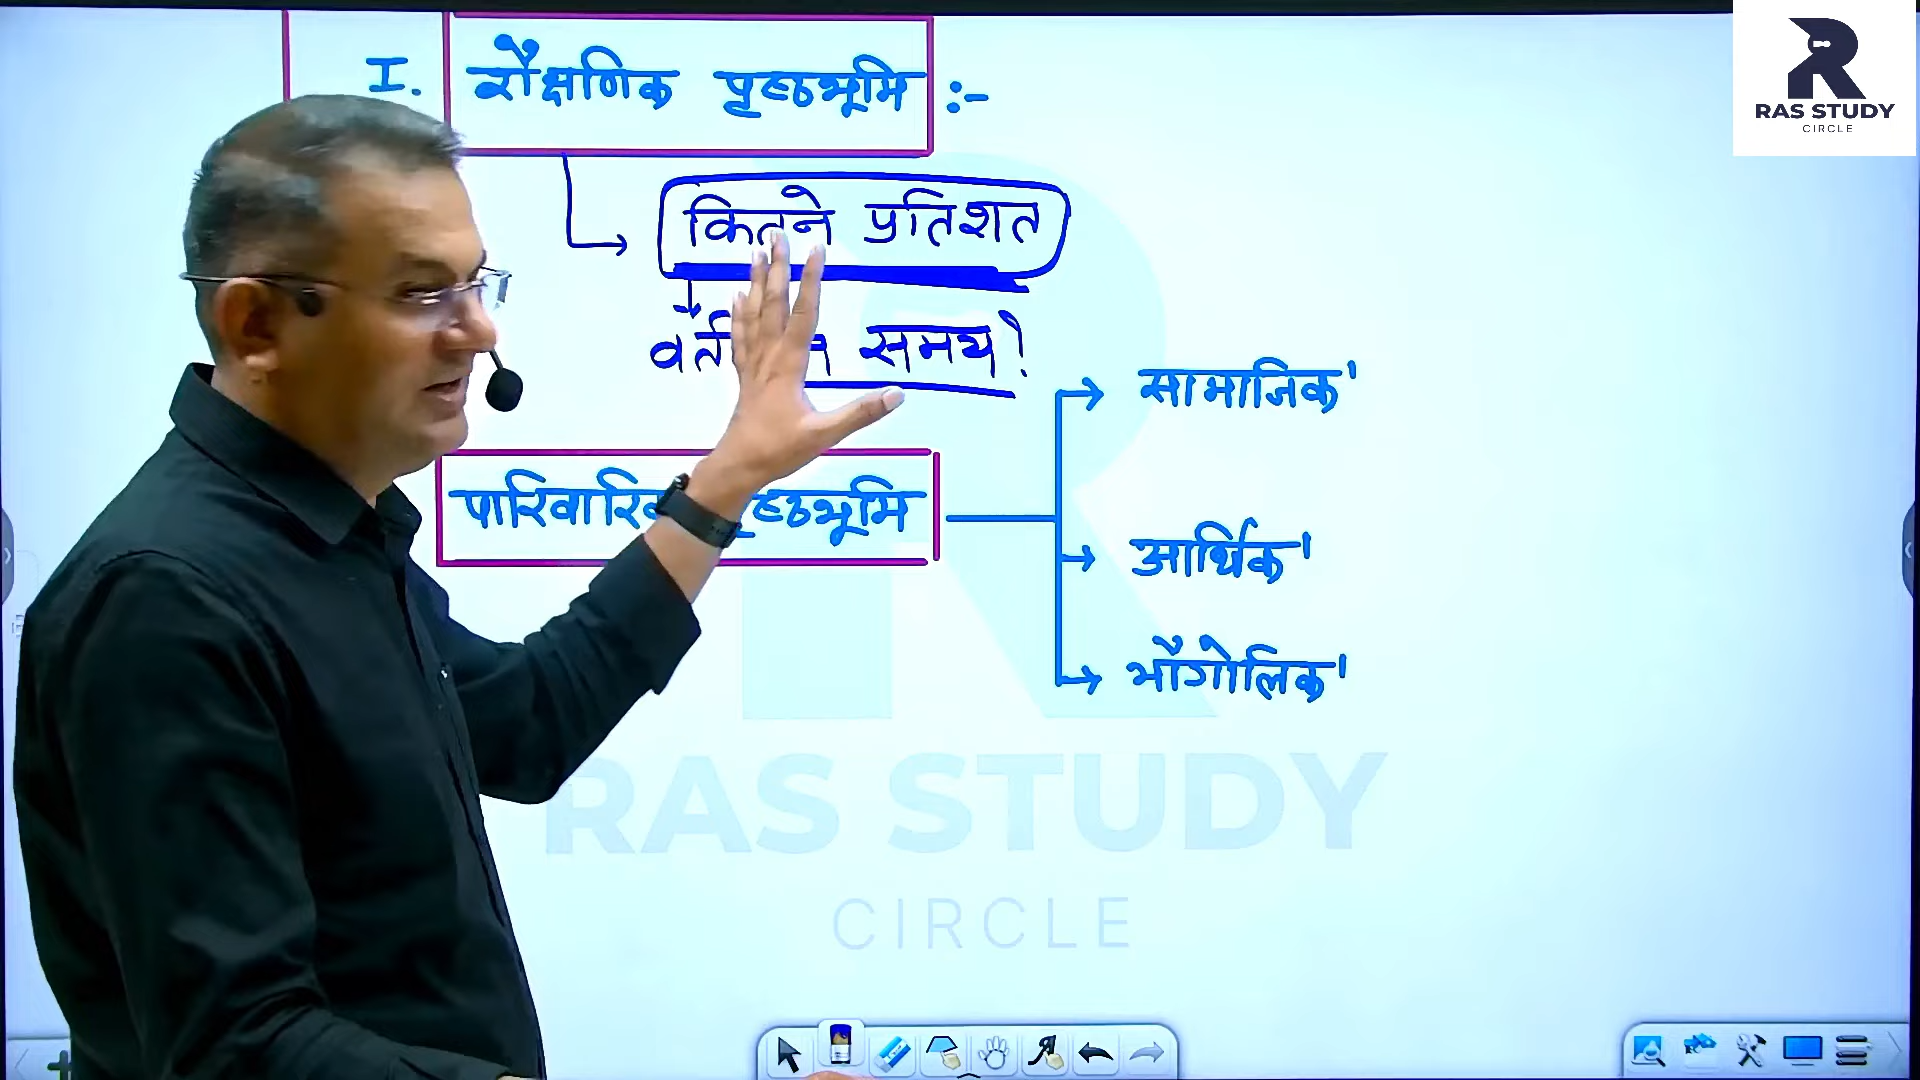 RAS STUDY
CIRCLE
I. शैक्षणिक पृष्ठभूमि :-
कितने प्रतिशत
समय?
सामाजिक'
पृष्ठभूमि
आर्थिक'
भौगोलिक'
RAS STUDY
CIRCLE